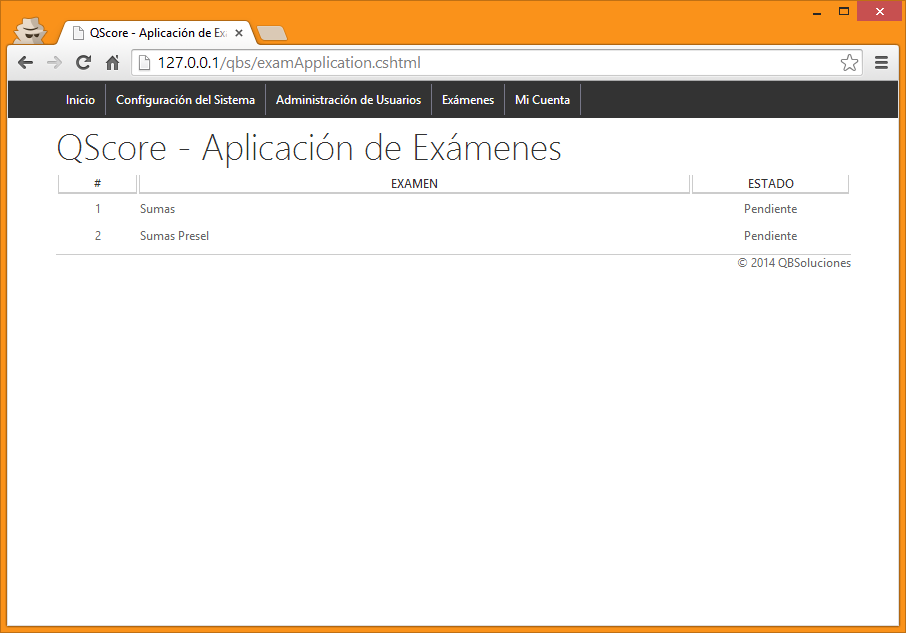 QScore - Aplicación de Ex
127.0.0.1/qbs/examApplication.cshtml
Inicio Configuración del Sistema Administración de Usuarios Exámenes Mi Cuenta
QScore - Aplicación de Exámenes
# EXAMEN ESTADO
1 Sumas Pendiente
2 Sumas Presel Pendiente
© 2014 QBSoluciones